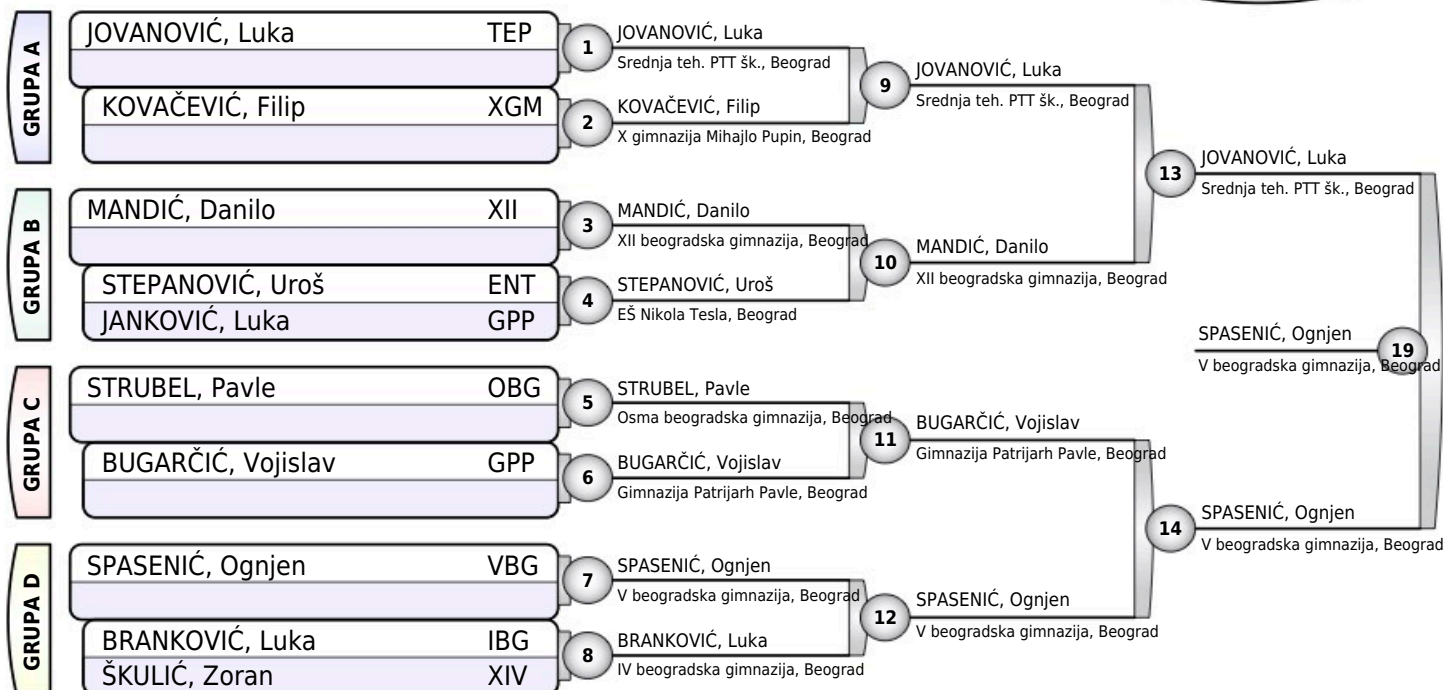 GRUPA A
JOVANOVIĆ, Luka TEP
KOVAČEVIĆ, Filip XGM
GRUPA B
MANDIĆ, Danilo XII
STEPANOVIĆ, Uroš ENT
JANKOVIĆ, Luka GPP
GRUPA C
STRUBEL, Pavle OBG
BUGARČIĆ, Vojislav GPP
GRUPA D
SPASENIĆ, Ognjen VBG
BRANKOVIĆ, Luka IBG
ŠKULIĆ, Zoran XIV
1
JOVANOVIĆ, Luka
Srednja teh. PTT šk., Beograd
2
KOVAČEVIĆ, Filip
X gimnazija Mihajlo Pupin, Beograd
3
MANDIĆ, Danilo
XII beogradska gimnazija, Beograd
4
STEPANOVIĆ, Uroš
EŠ Nikola Tesla, Beograd
5
STRUBEL, Pavle
Osma beogradska gimnazija, Beograd
6
BUGARČIĆ, Vojislav
Gimnazija Patrijarh Pavle, Beograd
7
SPASENIĆ, Ognjen
V beogradska gimnazija, Beograd
8
BRANKOVIĆ, Luka
IV beogradska gimnazija, Beograd
9
JOVANOVIĆ, Luka
Srednja teh. PTT šk., Beograd
10
MANDIĆ, Danilo
XII beogradska gimnazija, Beograd
11
BUGARČIĆ, Vojislav
Gimnazija Patrijarh Pavle, Beograd
12
SPASENIĆ, Ognjen
V beogradska gimnazija, Beograd
13
JOVANOVIĆ, Luka
Srednja teh. PTT šk., Beograd
14
SPASENIĆ, Ognjen
V beogradska gimnazija, Beograd
SPASENIĆ, Ognjen
19
V beogradska gimnazija, Beograd